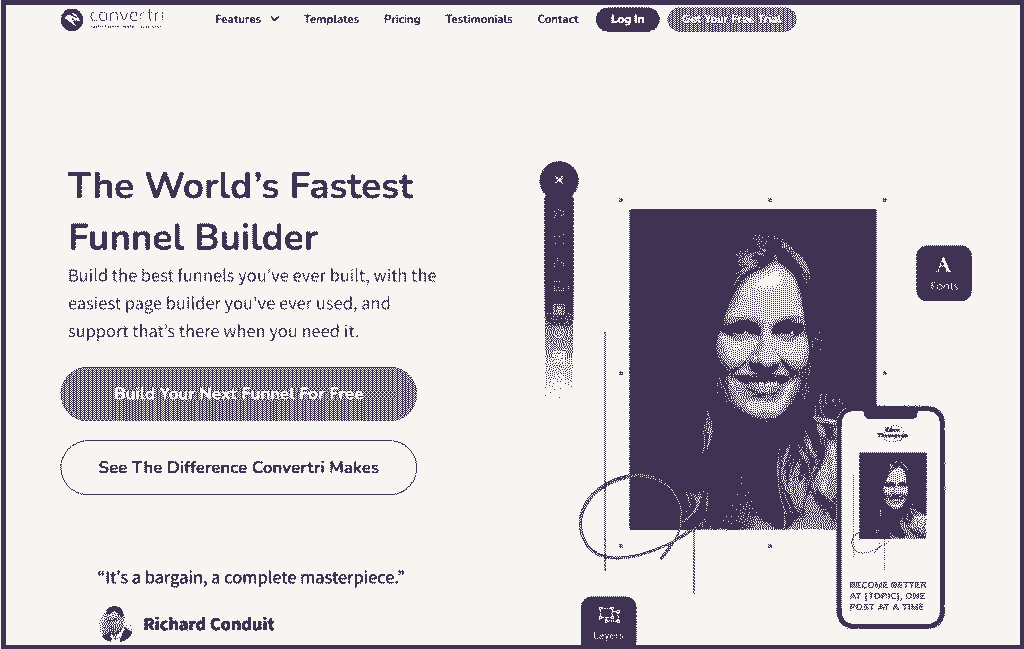 convertri
Features Templates Pricing Testimonials Contact Log In Get Your Free Trial
The World's Fastest
Funnel Builder
Build the best funnels you've ever built, with the
easiest page builder you've ever used, and
support that's there when you need it.
Build Your Next Funnel For Free
See The Difference Convertri Makes
"It's a bargain, a complete masterpiece."
Richard Conduit
A
Fonts
BECOME BETTER
AT [TOPIC], ONE
POST AT A TIME
Layers